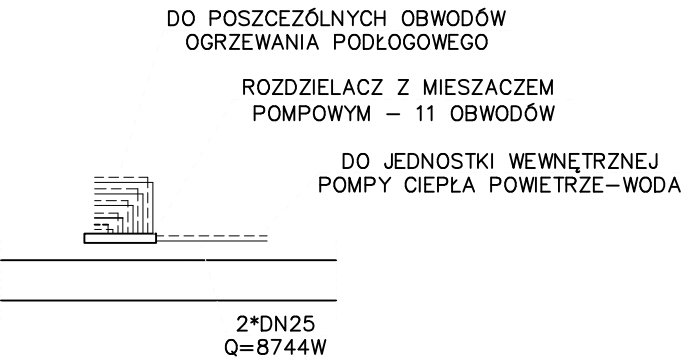 DO POSZCEZÓLNYCH OBWODÓW
OGRZEWANIA PODŁOGOWEGO
ROZDZIELACZ Z MIESZACZEM
POMPOWYM – 11 OBWODÓW
DO JEDNOSTKI WEWNĘTRZNEJ
POMPY CIEPŁA POWIETRZE–WODA
2*DN25
Q=8744W